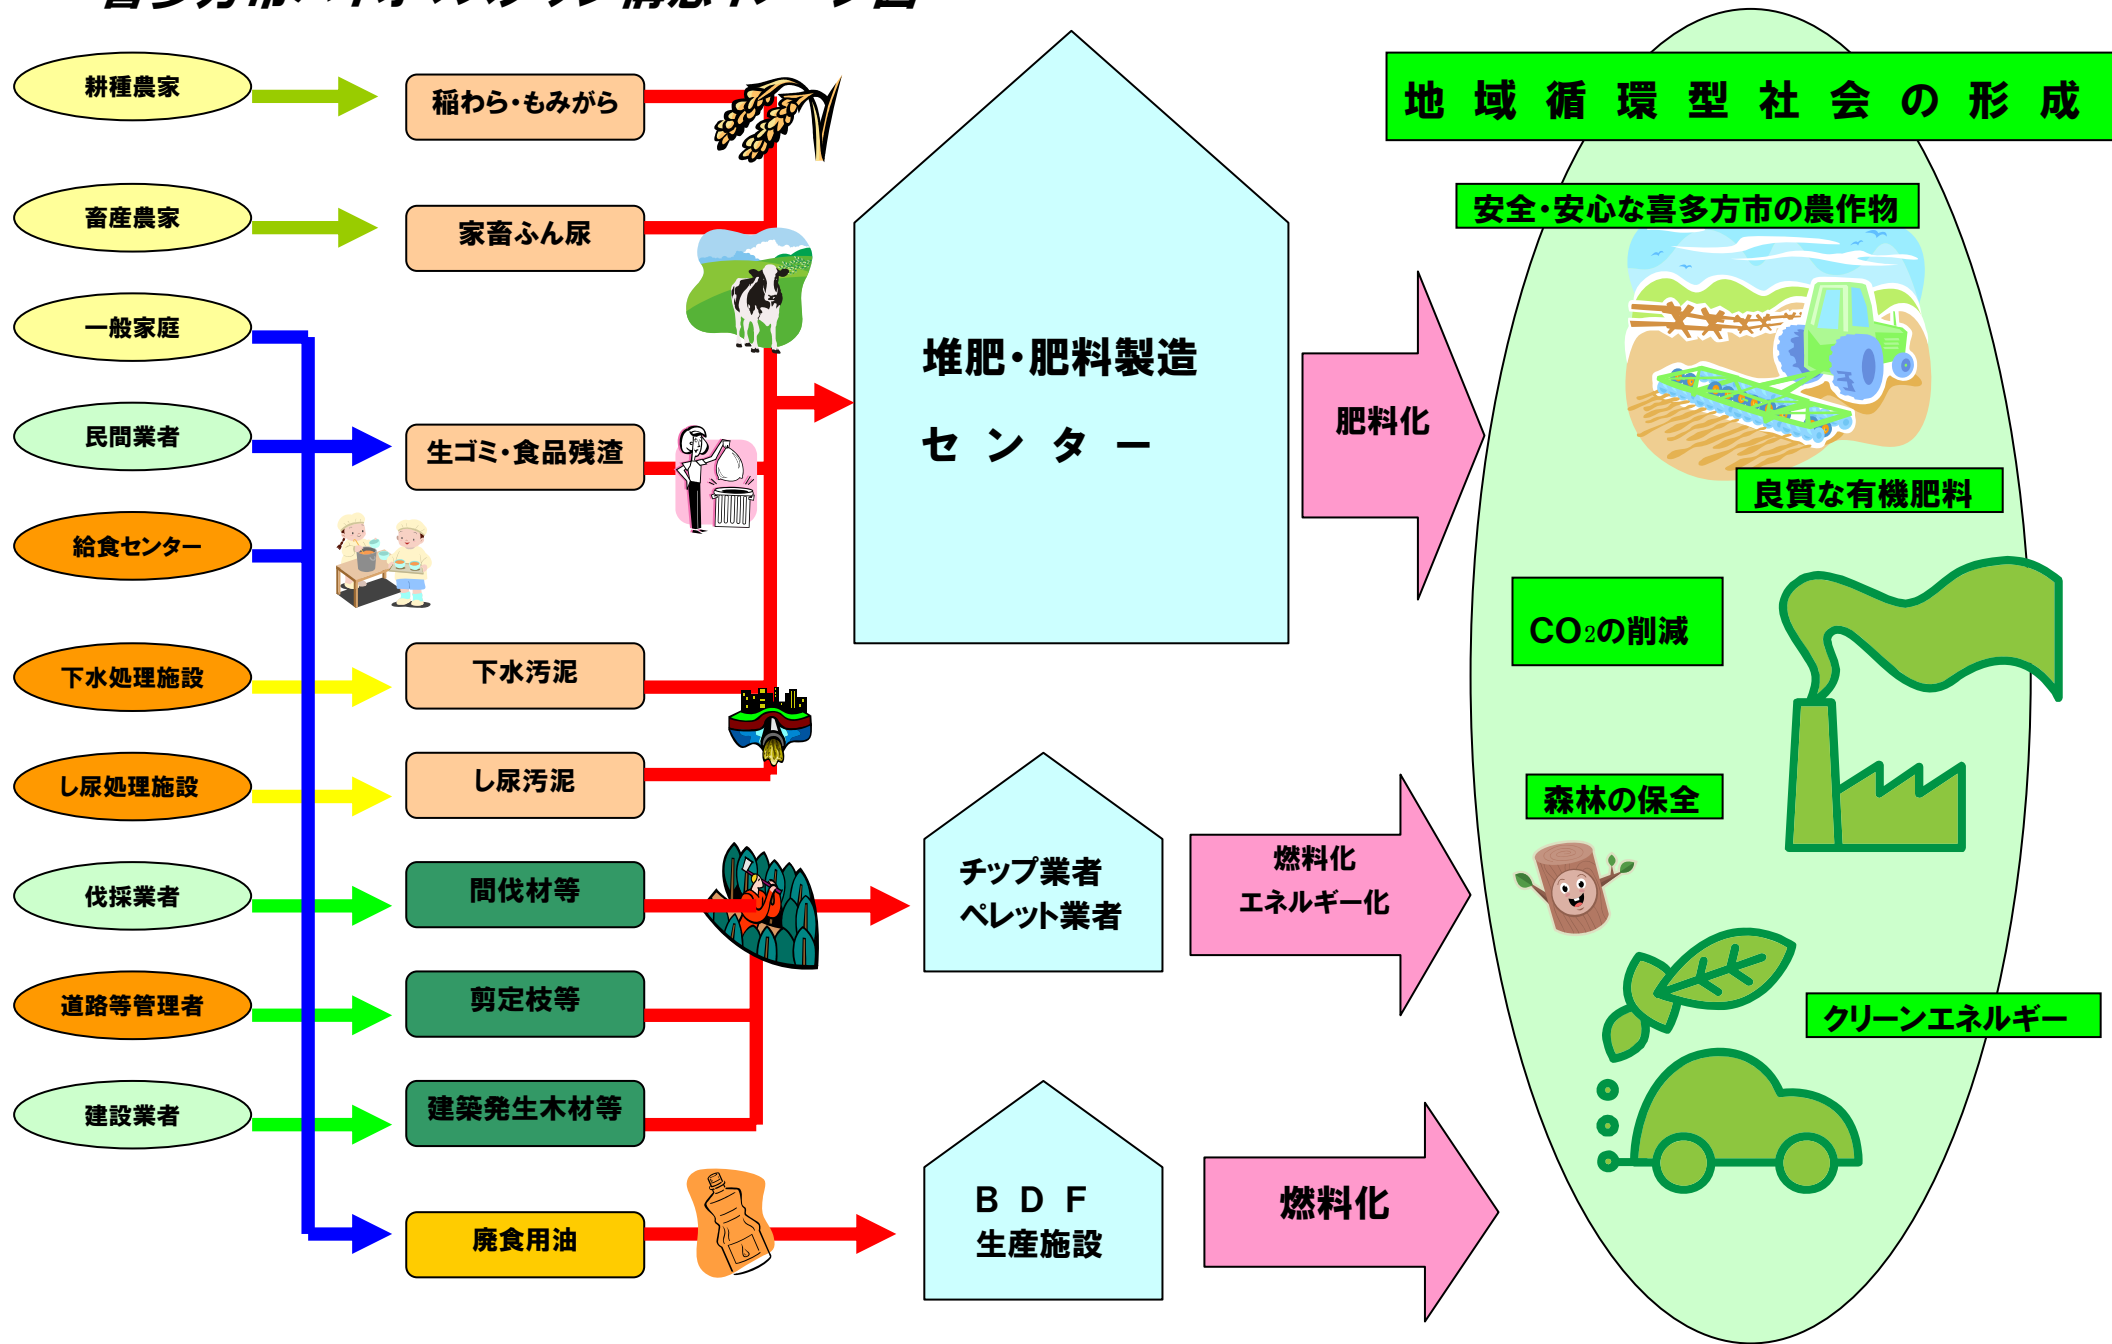 地域循環型社会の形成
耕種農家
稲わら・もみがら
安全・安心な喜多方市の農作物
畜産農家
家畜ふん尿
一般家庭
堆肥・肥料製造
センター
肥料化
民間業者
生ゴミ・食品残渣
良質な有機肥料
給食センター
CO₂の削減
下水処理施設
下水汚泥
し尿処理施設
し尿汚泥
森林の保全
伐採業者
間伐材等
チップ業者
ペレット業者
燃料化
エネルギー化
道路等管理者
剪定枝等
クリーンエネルギー
建設業者
建築発生木材等
廃食用油
BDF
生産施設
燃料化